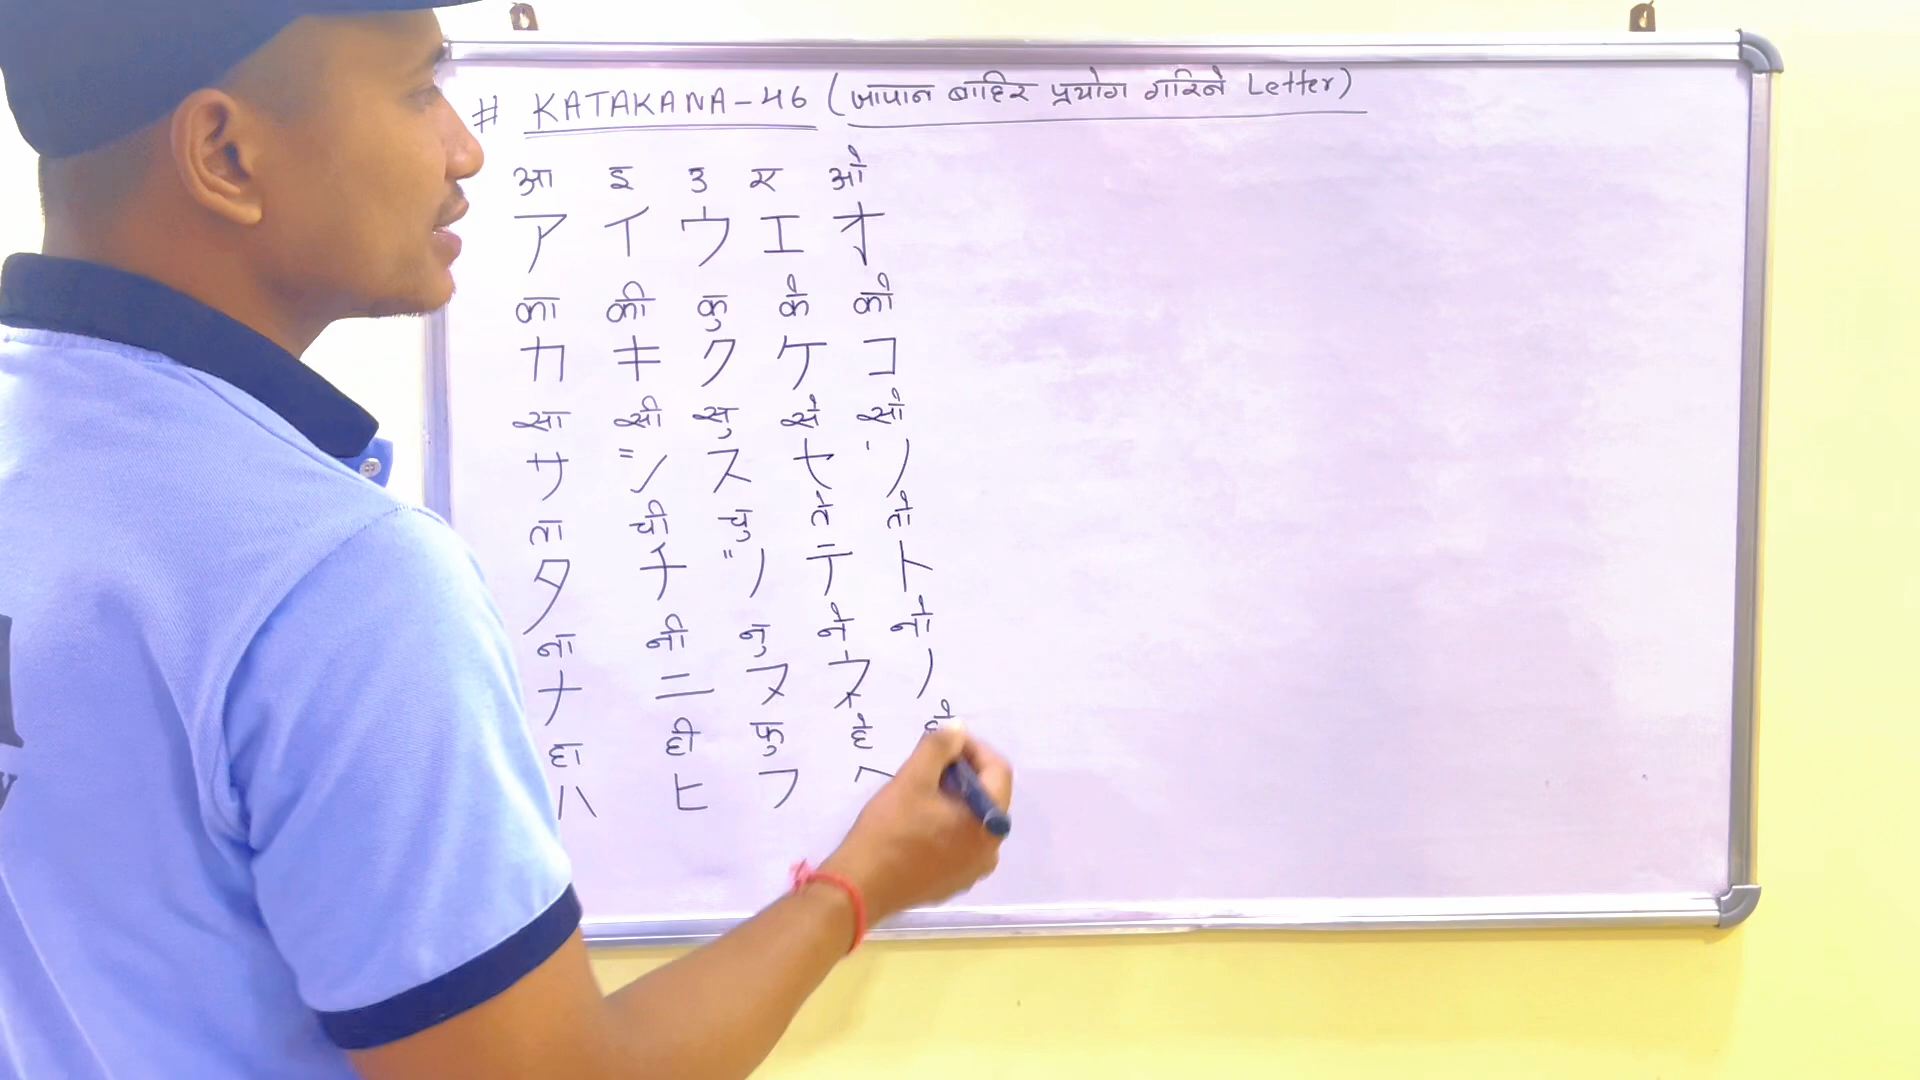 # KATAKANA-46 (जापान बाहिर प्रयोग गरिने Letter)
आ इ उ ए ओ
ア イ ウ エ オ
का की कु के को
カ キ ク ケ コ
सा सी सु से सो
サ シ ス セ ソ
ता ची चु ते तो
タ チ ツ テ ト
ना नी नु ने नो
ナ ニ ヌ ネ ノ
हा ही फु हे हो
ハ ヒ フ ヘ